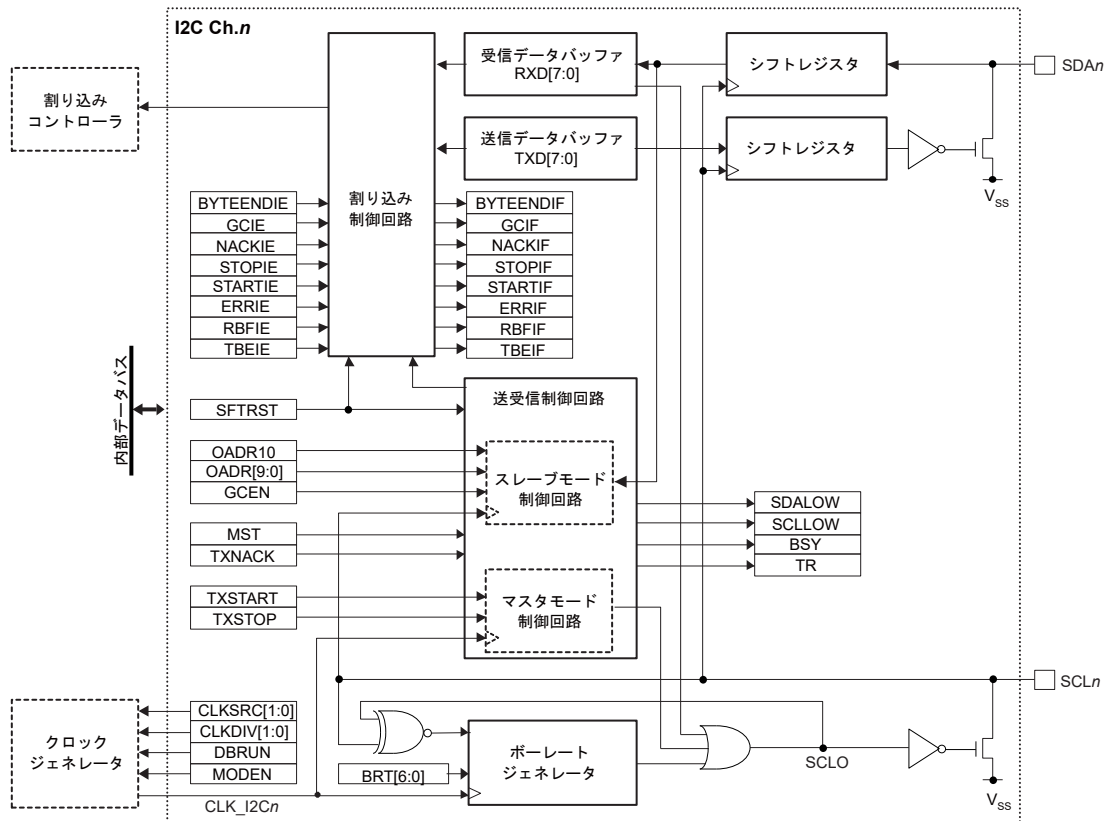 I2C Ch.n
割り込み
コントローラ
受信データバッファ
RXD[7:0]
シフトレジスタ
SDAn
送信データバッファ
TXD[7:0]
シフトレジスタ
VSS
割り込み
制御回路
BYTEENDIE
GCIE
NACKIE
STOPIE
STARTIE
ERRIE
RBFIE
TBEIE
BYTEENDIF
GCIF
NACKIF
STOPIF
STARTIF
ERRIF
RBFIF
TBEIF
内部データバス
SFTRST
送受信制御回路
OADR10
OADR[9:0]
GCEN
スレーブモード
制御回路
MST
TXNACK
SDALOW
SCLLOW
BSY
TR
TXSTART
TXSTOP
マスタモード
制御回路
SCLn
クロック
ジェネレータ
CLKSRC[1:0]
CLKDIV[1:0]
DBRUN
MODEN
CLK_I2Cn
BRT[6:0]
ボーレート
ジェネレータ
SCLO
VSS